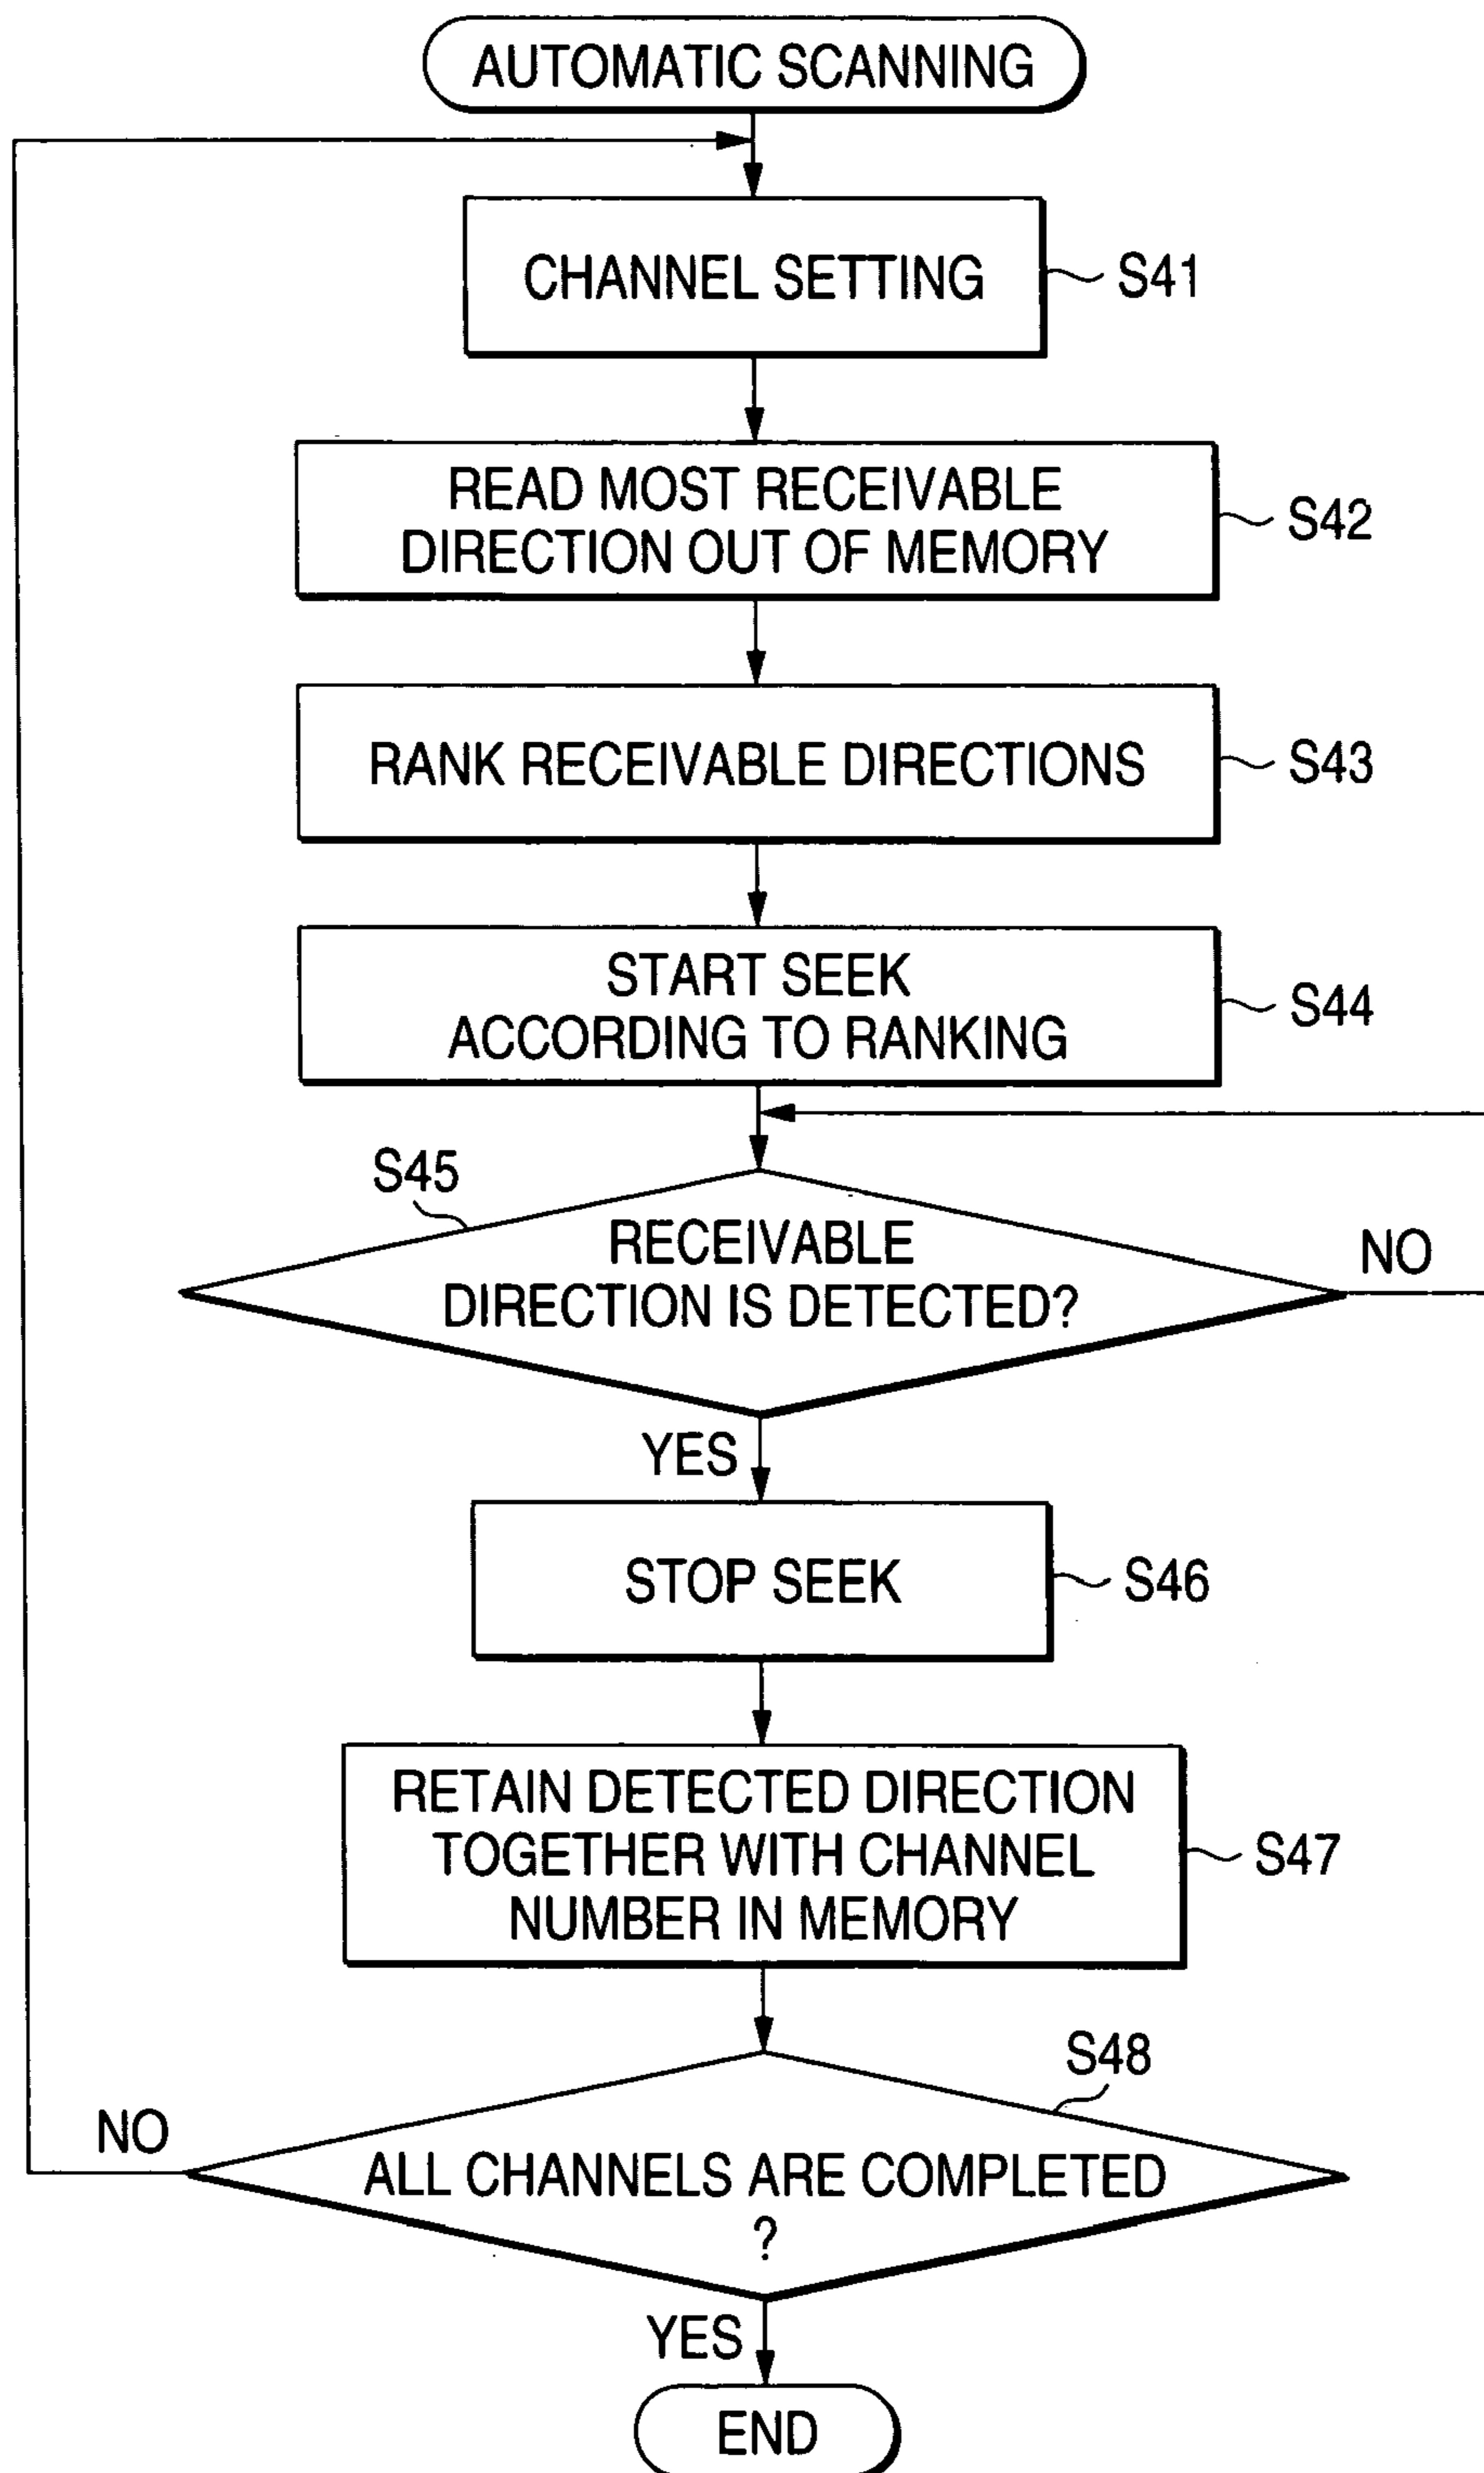 AUTOMATIC SCANNING
CHANNEL SETTING
S41
READ MOST RECEIVABLE
DIRECTION OUT OF MEMORY
S42
RANK RECEIVABLE DIRECTIONS
S43
START SEEK
ACCORDING TO RANKING
S44
S45
RECEIVABLE
DIRECTION IS DETECTED?
NO
YES
STOP SEEK
S46
RETAIN DETECTED DIRECTION
TOGETHER WITH CHANNEL
NUMBER IN MEMORY
S47
S48
NO
ALL CHANNELS ARE COMPLETED
?
YES
END